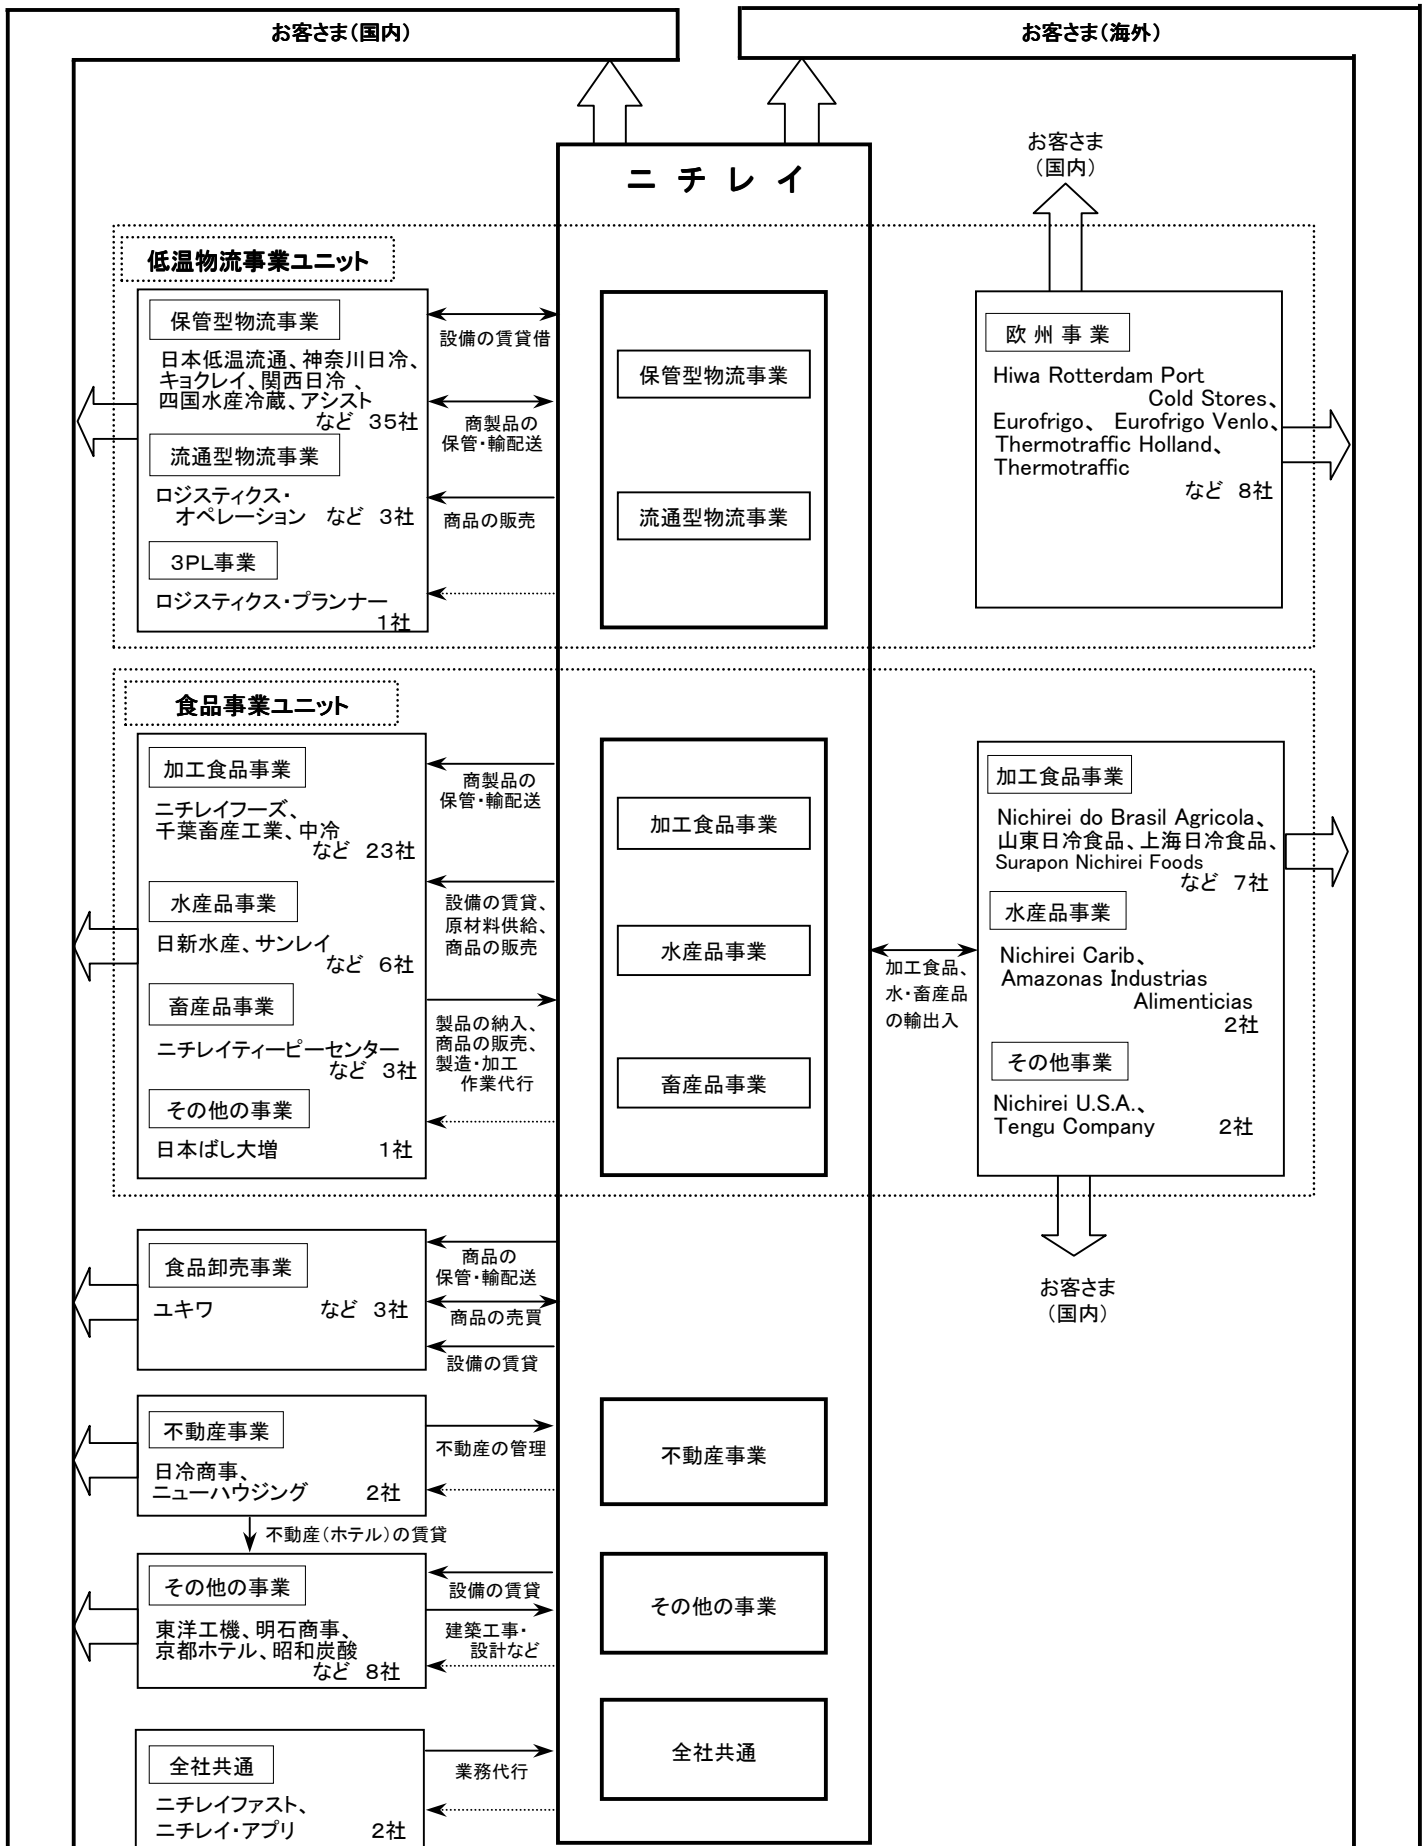 お客さま(国内)
お客さま(海外)
お客さま
(国内)
ニチレイ
低温物流事業ユニット
保管型物流事業
日本低温流通、神奈川日冷、
キョクレイ、関西日冷 、
四国水産冷蔵、アシスト
など 35社
流通型物流事業
ロジスティクス・
オペレーション など 3社
3PL事業
ロジスティクス・プランナー
1社
設備の賃貸借
商製品の
保管・輸配送
商品の販売
保管型物流事業
流通型物流事業
欧州事業
Hiwa Rotterdam Port
Cold Stores、
Eurofrigo、 Eurofrigo Venlo、
Thermotraffic Holland、
Thermotraffic
など 8社
食品事業ユニット
加工食品事業
ニチレイフーズ、
千葉畜産工業、中冷
など 23社
水産品事業
日新水産、サンレイ
など 6社
畜産品事業
ニチレイティーピーセンター
など 3社
その他の事業
日本ばし大増 1社
商製品の
保管・輸配送
設備の賃貸、
原材料供給、
商品の販売
製品の納入、
商品の販売、
製造・加工
作業代行
加工食品事業
水産品事業
畜産品事業
加工食品、
水・畜産品
の輸出入
加工食品事業
Nichirei do Brasil Agricola、
山東日冷食品、上海日冷食品、
Surapon Nichirei Foods
など 7社
水産品事業
Nichirei Carib、
Amazonas Industrias
Alimenticias
2社
その他事業
Nichirei U.S.A.、
Tengu Company 2社
お客さま
(国内)
食品卸売事業
ユキワ など 3社
商品の
保管・輸配送
商品の売買
設備の賃貸
不動産事業
日冷商事、
ニューハウジング 2社
不動産の管理
不動産事業
不動産(ホテル)の賃貸
その他の事業
東洋工機、明石商事、
京都ホテル、昭和炭酸
など 8社
設備の賃貸
建築工事・
設計など
その他の事業
全社共通
ニチレイファスト、
ニチレイ・アプリ 2社
業務代行
全社共通